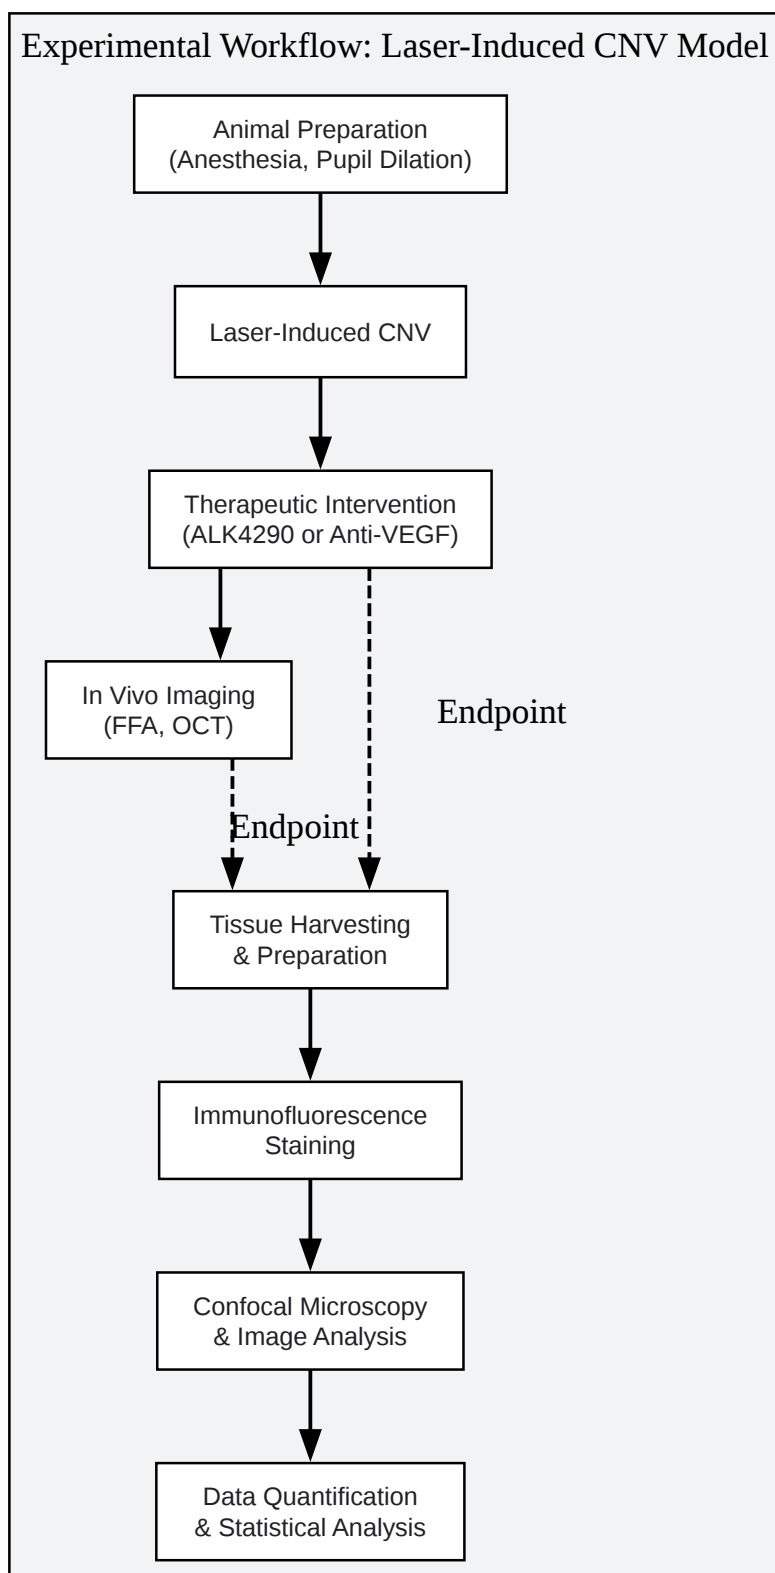 Experimental Workflow: Laser-Induced CNV Model
Animal Preparation
(Anesthesia, Pupil Dilation)
Laser-Induced CNV
Therapeutic Intervention
(ALK4290 or Anti-VEGF)
In Vivo Imaging
(FFA, OCT)
Endpoint
Endpoint
Tissue Harvesting
& Preparation
Immunofluorescence
Staining
Confocal Microscopy
& Image Analysis
Data Quantification
& Statistical Analysis